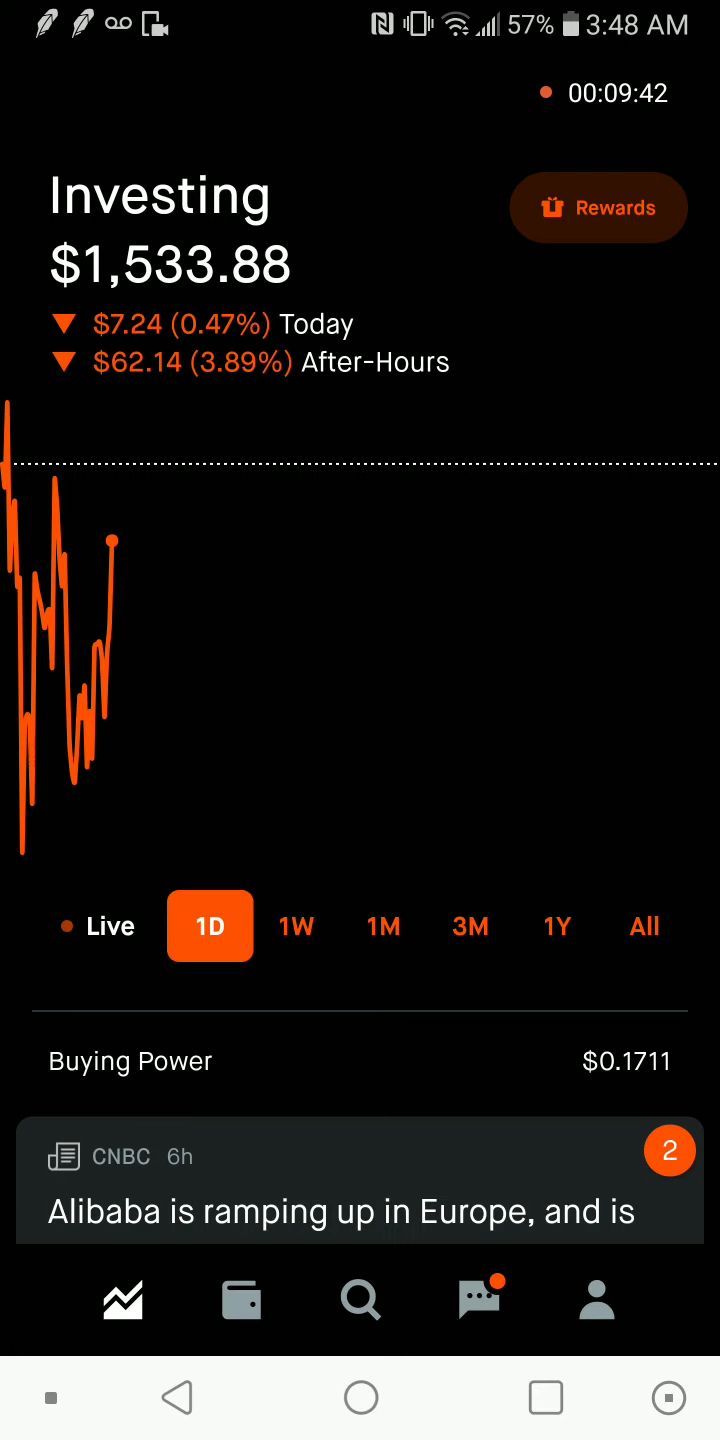 57% 3:48 AM
00:09:42
Investing
Rewards
$1,533.88
$7.24 (0.47%) Today
$62.14 (3.89%) After-Hours
Live 1D 1W 1M 3M 1Y All
Buying Power $0.1711
CNBC 6h
2
Alibaba is ramping up in Europe, and is